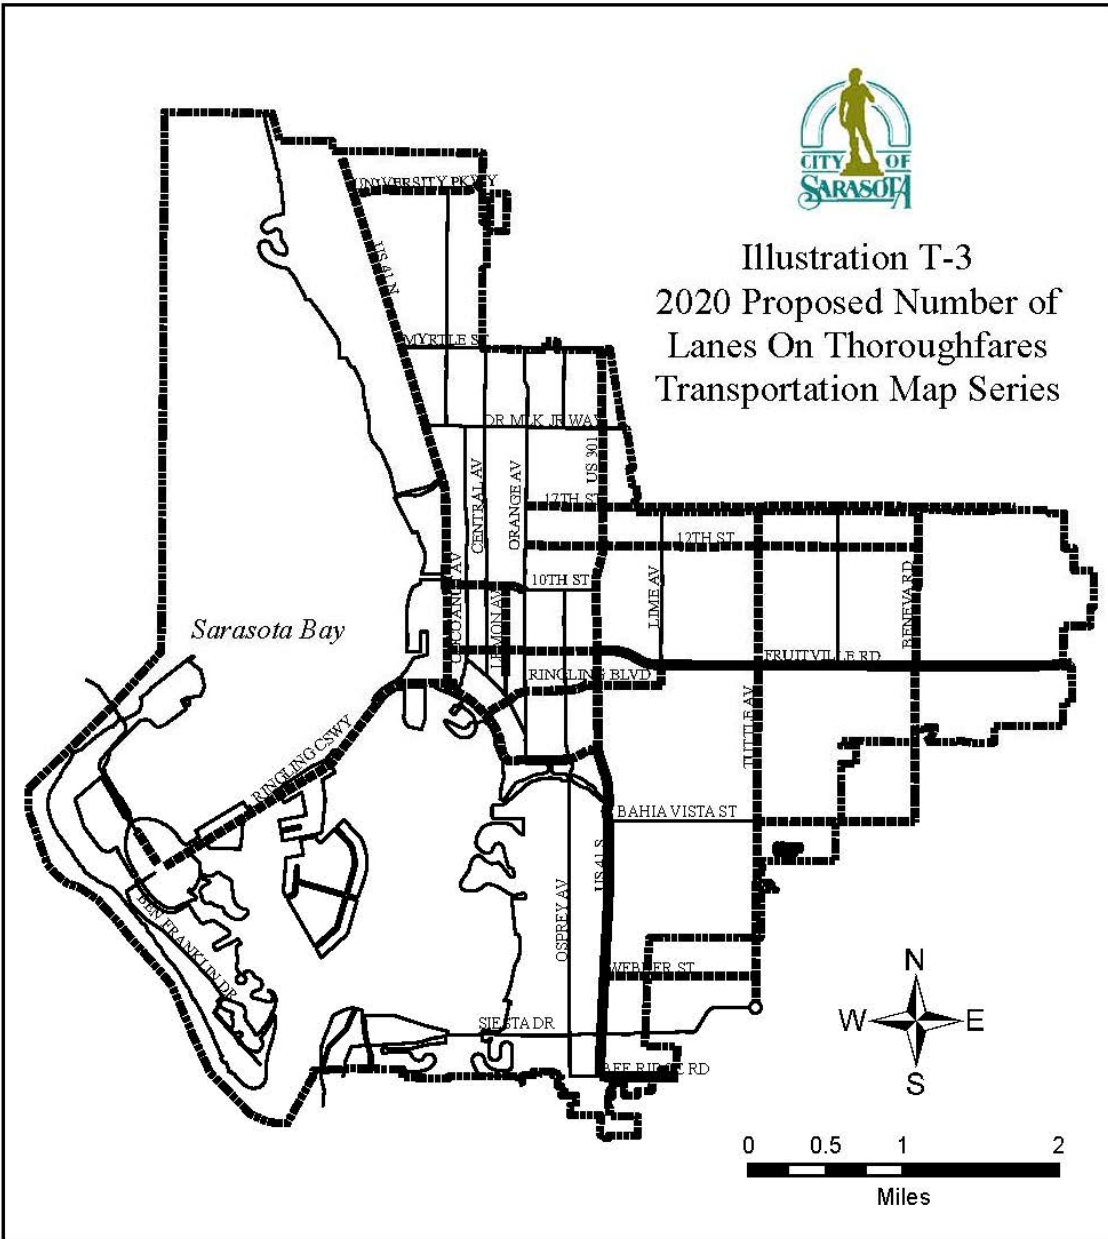 CITY OF
SARASOTA
Illustration T-3
2020 Proposed Number of
Lanes On Thoroughfares
Transportation Map Series
UNIVERSITY PKWY
US 41 N
MYRTLE ST
DR MLK JR WAY
US 301
CENTRAL AV
ORANGE AV
17TH ST
12TH ST
COCOANUT AV
LEMON AV
10TH ST
LIME AV
BENEVA RD
Sarasota Bay
FRUITVILLE RD
RINGLING BLVD
TUTTLE AV
RINGLING CSWY
BAHIA VISTA ST
US 41 S
OSPREY AV
BEN FRANKLIN DR
WEBBER ST
SIESTA DR
BEE RIDGE RD
N
W E
S
0 0.5 1 2
Miles